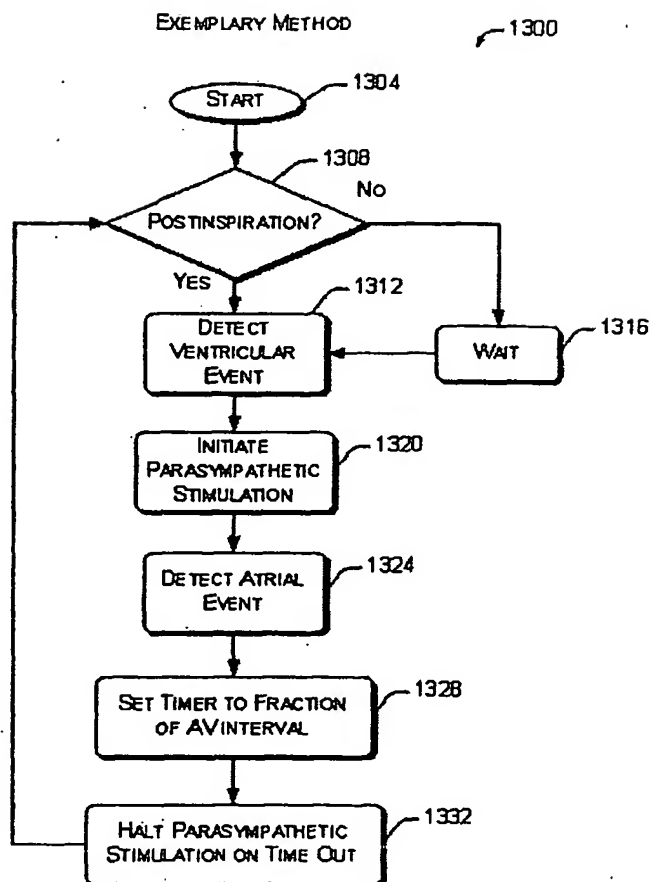 EXEMPLARY METHOD
1300
START
1304
1308
POSTINSPIRATION?
NO
YES
1312
DETECT
VENTRICULAR
EVENT
WAIT
1316
INITIATE
PARASYMPATHETIC
STIMULATION
1320
DETECT ATRIAL
EVENT
1324
SET TIMER TO FRACTION
OF AV INTERVAL
1328
HALT PARASYMPATHETIC
STIMULATION ON TIME OUT
1332